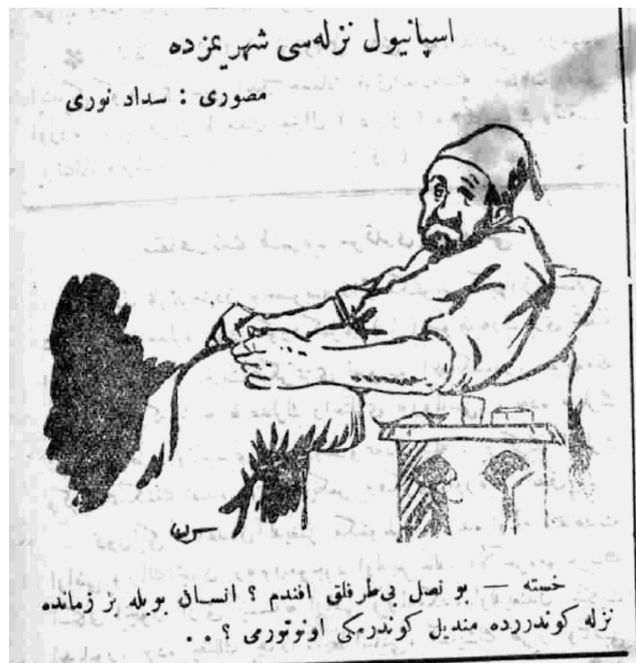 اسپانیول نزله‌سی شهریمزده
مصوری : سداد نوری
خسته — بو نصل بی‌طرفلق افندم ؟ انسان بویله بر زمانده
نزله کوندررده مندیل کوندرمکی اونوتورمی ؟ . .